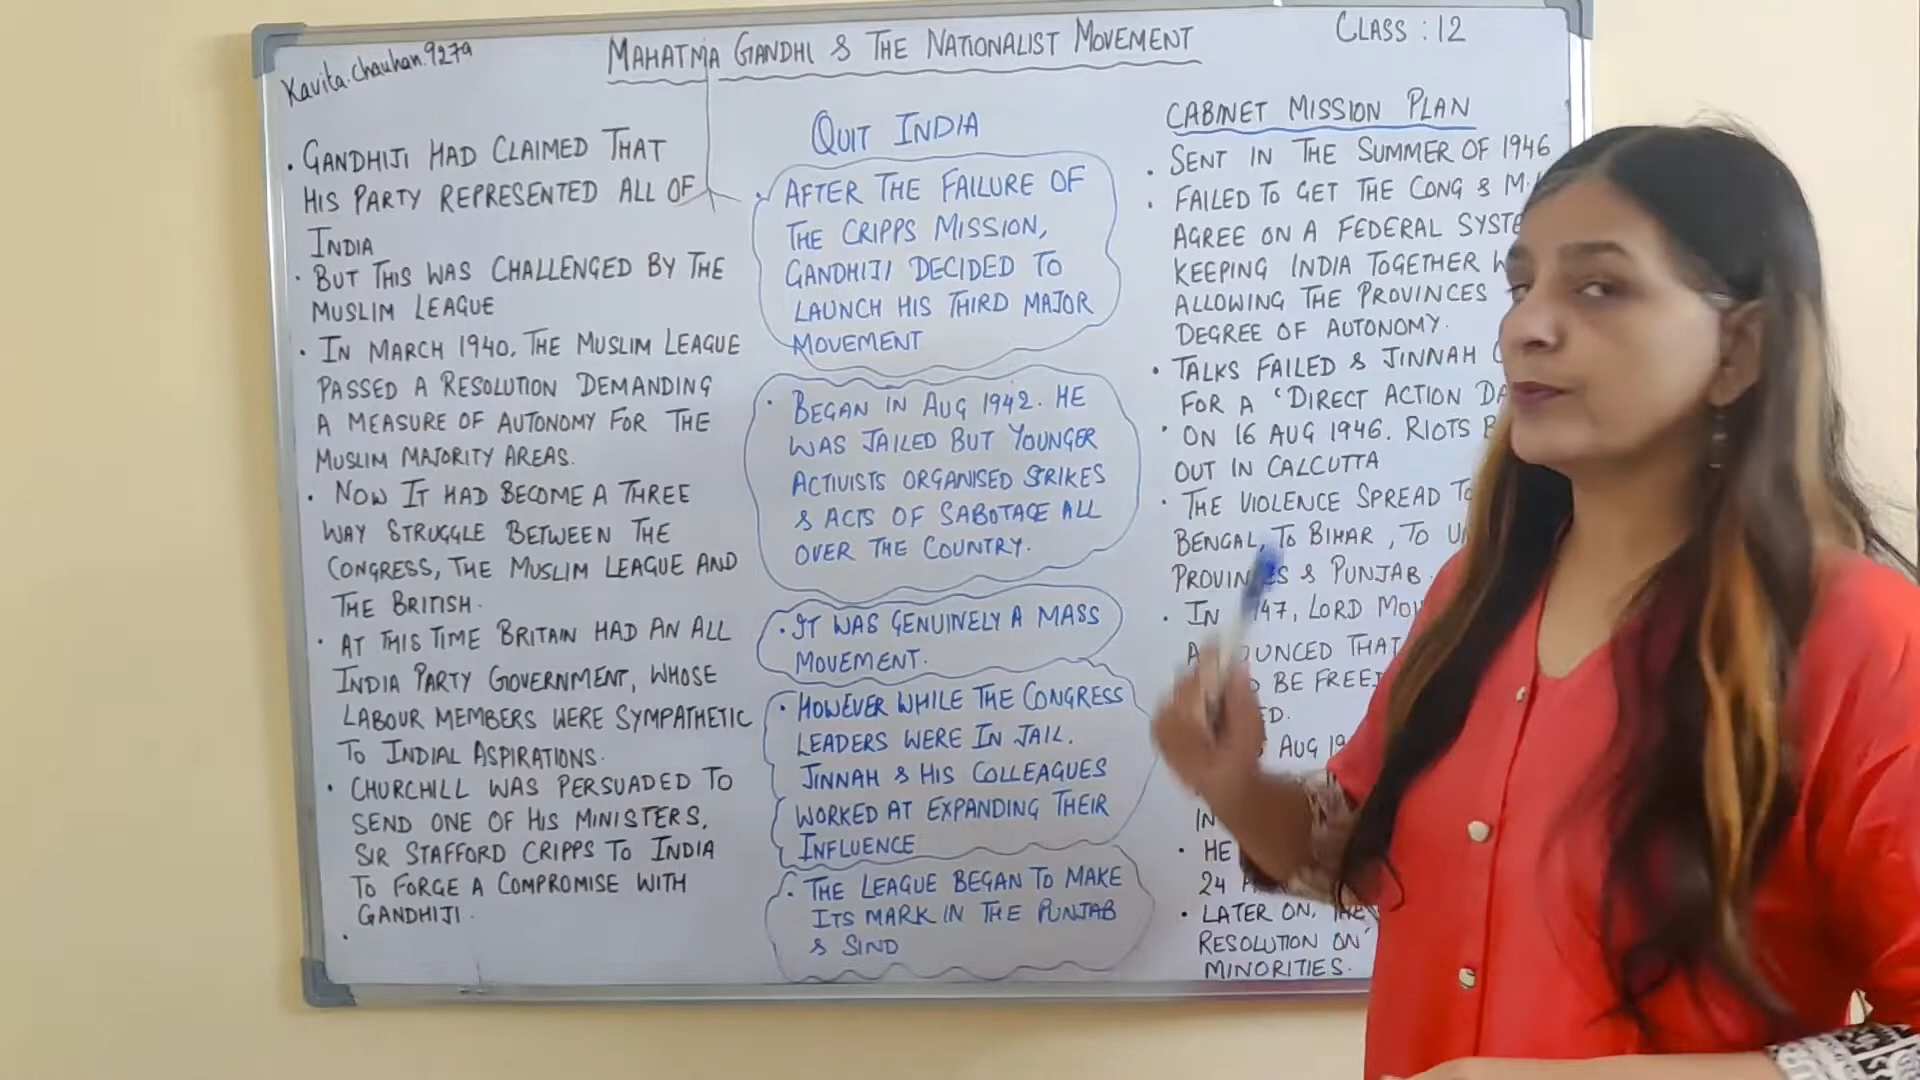 Kavita.chauhan.9279
MAHATMA GANDHI & THE NATIONALIST MOVEMENT
CLASS : 12
• GANDHIJI HAD CLAIMED THAT
HIS PARTY REPRESENTED ALL OF
INDIA
• BUT THIS WAS CHALLENGED BY THE
MUSLIM LEAGUE
• IN MARCH 1940, THE MUSLIM LEAGUE
PASSED A RESOLUTION DEMANDING
A MEASURE OF AUTONOMY FOR THE
MUSLIM MAJORITY AREAS.
• NOW IT HAD BECOME A THREE
WAY STRUGGLE BETWEEN THE
CONGRESS, THE MUSLIM LEAGUE AND
THE BRITISH.
• AT THIS TIME BRITAIN HAD AN ALL
INDIA PARTY GOVERNMENT, WHOSE
LABOUR MEMBERS WERE SYMPATHETIC
TO INDIAL ASPIRATIONS.
• CHURCHILL WAS PERSUADED TO
SEND ONE OF HIS MINISTERS,
SIR STAFFORD CRIPPS TO INDIA
TO FORGE A COMPROMISE WITH
GANDHIJI.
QUIT INDIA
• AFTER THE FAILURE OF
THE CRIPPS MISSION,
GANDHIJI DECIDED TO
LAUNCH HIS THIRD MAJOR
MOVEMENT
• BEGAN IN AUG 1942. HE
WAS JAILED BUT YOUNGER
ACTIVISTS ORGANISED STRIKES
& ACTS OF SABOTAGE ALL
OVER THE COUNTRY.
• IT WAS GENUINELY A MASS
MOVEMENT.
• HOWEVER WHILE THE CONGRESS
LEADERS WERE IN JAIL,
JINNAH & HIS COLLEAGUES
WORKED AT EXPANDING THEIR
INFLUENCE
• THE LEAGUE BEGAN TO MAKE
ITS MARK IN THE PUNJAB
& SIND
CABINET MISSION PLAN
• SENT IN THE SUMMER OF 1946
• FAILED TO GET THE CONG & M.
AGREE ON A FEDERAL SYSTE
KEEPING INDIA TOGETHER W
ALLOWING THE PROVINCES
DEGREE OF AUTONOMY.
• TALKS FAILED & JINNAH
FOR A 'DIRECT ACTION DA
• ON 16 AUG 1946. RIOTS B
OUT IN CALCUTTA
• THE VIOLENCE SPREAD TO
BENGAL, TO BIHAR, TO U
PROVINCES & PUNJAB.
• IN 47, LORD MOU
OUNCED THAT
BE FREE
ED.
AUG 19
IN
• HE
24
• LATER ON, THE
RESOLUTION ON
MINORITIES.